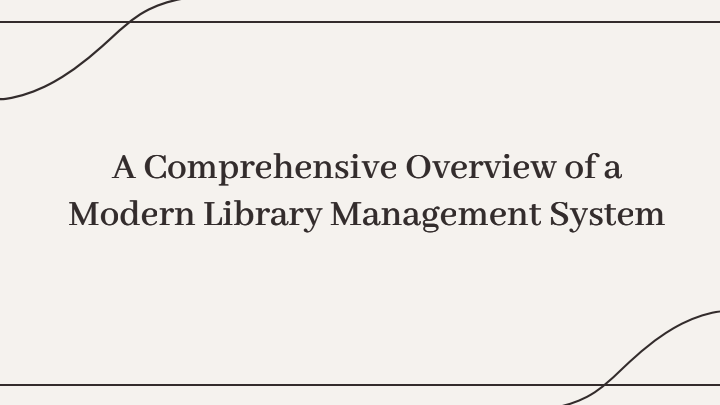 A Comprehensive Overview of a
Modern Library Management System